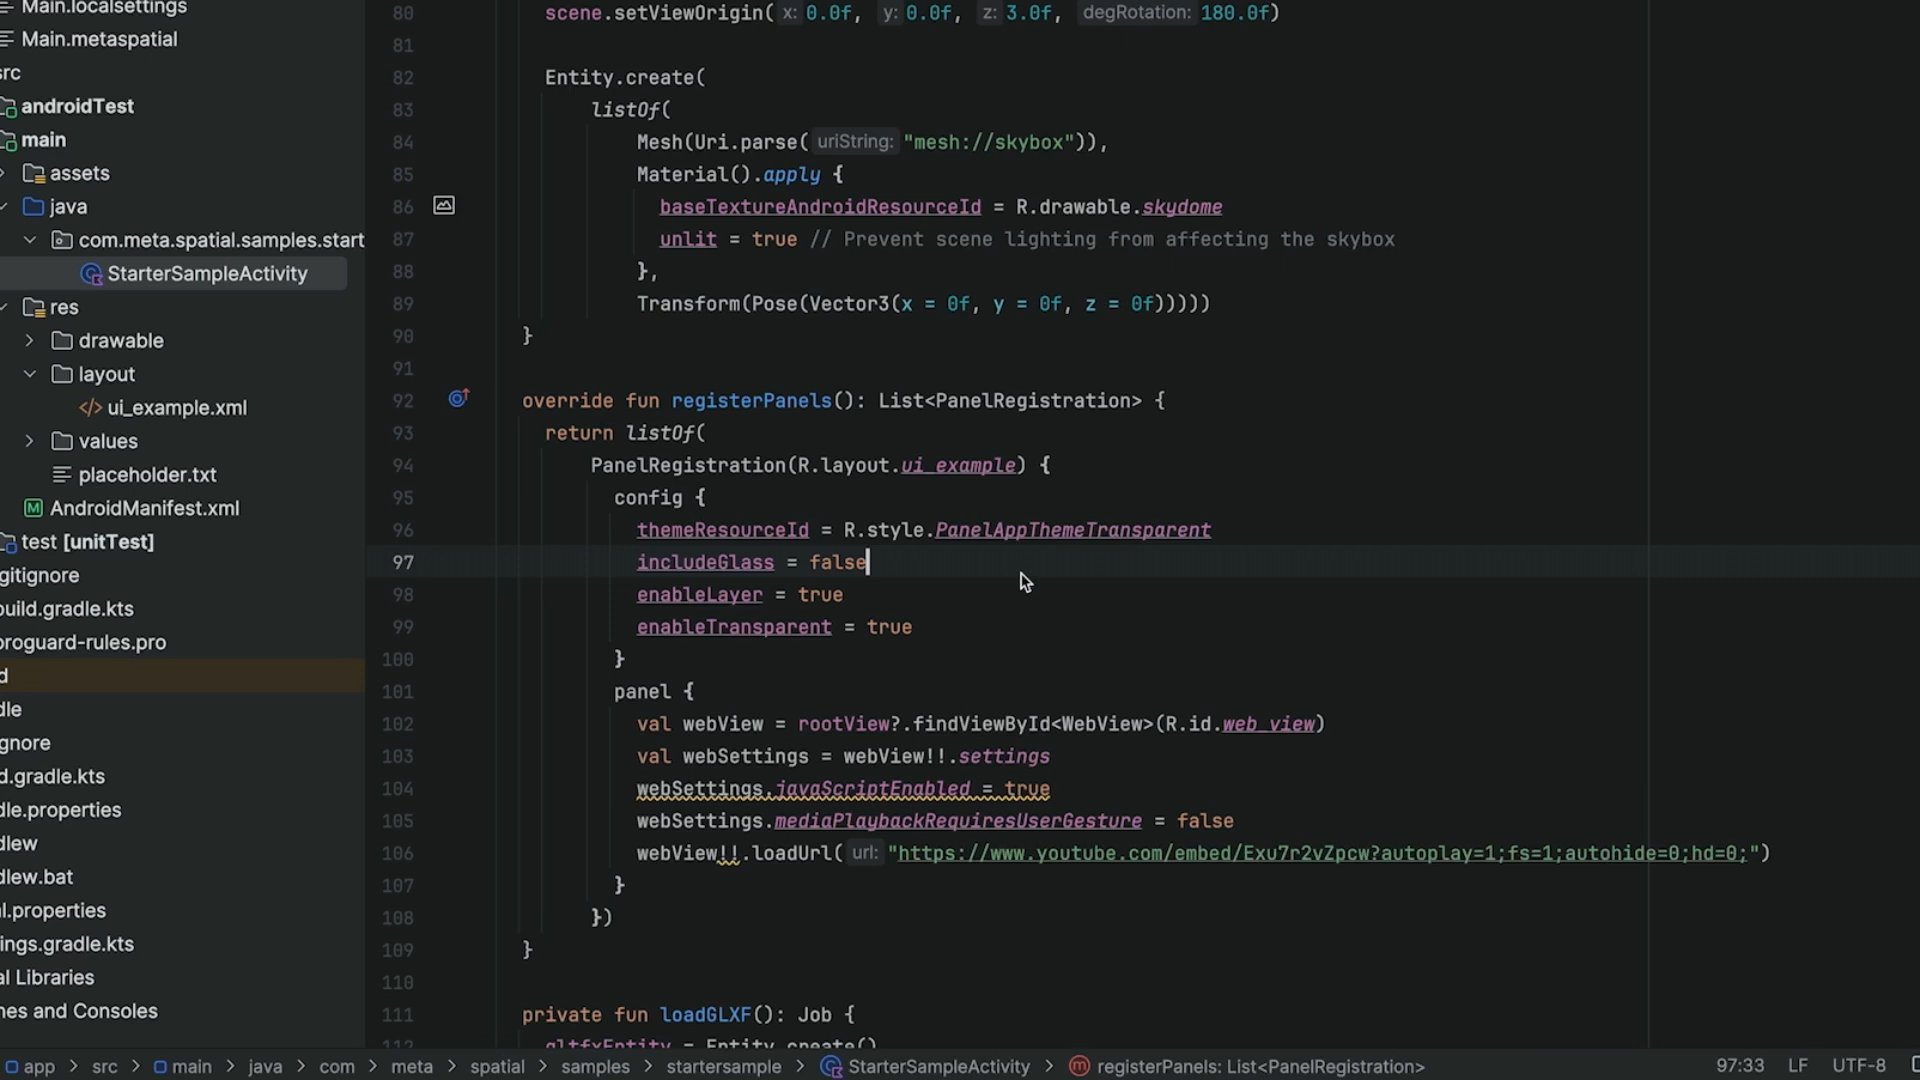 Main.localsettings
Main.metaspatial
src
androidTest
main
assets
java
com.meta.spatial.samples.start
StarterSampleActivity
res
drawable
layout
ui_example.xml
values
placeholder.txt
AndroidManifest.xml
test [unitTest]
gitignore
build.gradle.kts
proguard-rules.pro
d
dle
gnore
d.gradle.kts
dle.properties
dlew
dlew.bat
al.properties
ings.gradle.kts
al Libraries
hes and Consoles
80 scene.setViewOrigin( x: 0.0f, y: 0.0f, z: 3.0f, degRotation: 180.0f)
81
82 Entity.create(
83 listOf(
84 Mesh(Uri.parse( uriString: "mesh://skybox")),
85 Material().apply {
86 baseTextureAndroidResourceId = R.drawable.skydome
87 unlit = true // Prevent scene lighting from affecting the skybox
88 },
89 Transform(Pose(Vector3(x = 0f, y = 0f, z = 0f)))))
90 }
91
92 override fun registerPanels(): List<PanelRegistration> {
93 return listOf(
94 PanelRegistration(R.layout.ui_example) {
95 config {
96 themeResourceId = R.style.PanelAppThemeTransparent
97 includeGlass = false
98 enableLayer = true
99 enableTransparent = true
100 }
101 panel {
102 val webView = rootView?.findViewById<WebView>(R.id.web_view)
103 val webSettings = webView!!.settings
104 webSettings.javaScriptEnabled = true
105 webSettings.mediaPlaybackRequiresUserGesture = false
106 webView!!.loadUrl( url: "https://www.youtube.com/embed/Exu7r2vZpcw?autoplay=1;fs=1;autohide=0;hd=0;")
107 }
108 })
109 }
110
111 private fun loadGLXF(): Job {
112 gltfxEntity = Entity.create()
app > src > main > java > com > meta > spatial > samples > startersample > StarterSampleActivity > registerPanels: List<PanelRegistration>
97:33 LF UTF-8